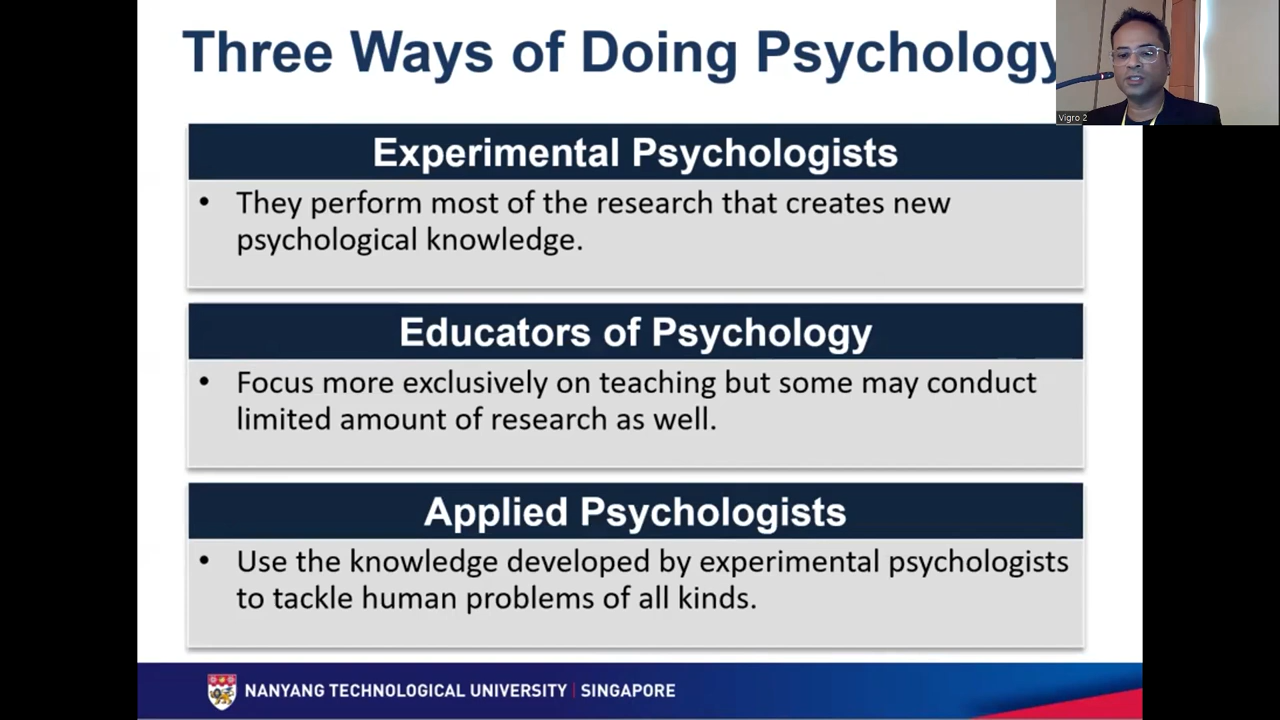 Three Ways of Doing Psychology
Vigro 2
Experimental Psychologists
• They perform most of the research that creates new
psychological knowledge.
Educators of Psychology
• Focus more exclusively on teaching but some may conduct
limited amount of research as well.
Applied Psychologists
• Use the knowledge developed by experimental psychologists
to tackle human problems of all kinds.
NANYANG TECHNOLOGICAL UNIVERSITY | SINGAPORE